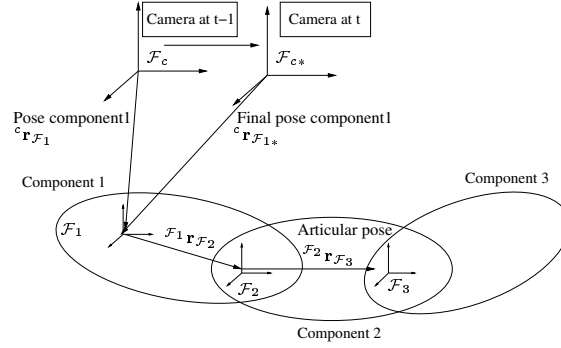 Camera at t−1
Camera at t
ℱc
ℱc*
Pose component1
ᶜrℱ1
Final pose component1
ᶜrℱ1*
Component 1
Component 3
ℱ1
ℱ1rℱ2
Articular pose
ℱ2rℱ3
ℱ2
ℱ3
Component 2